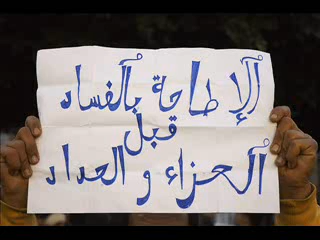 الإطاحة بالفساد
قبل
العزاء و الحداد